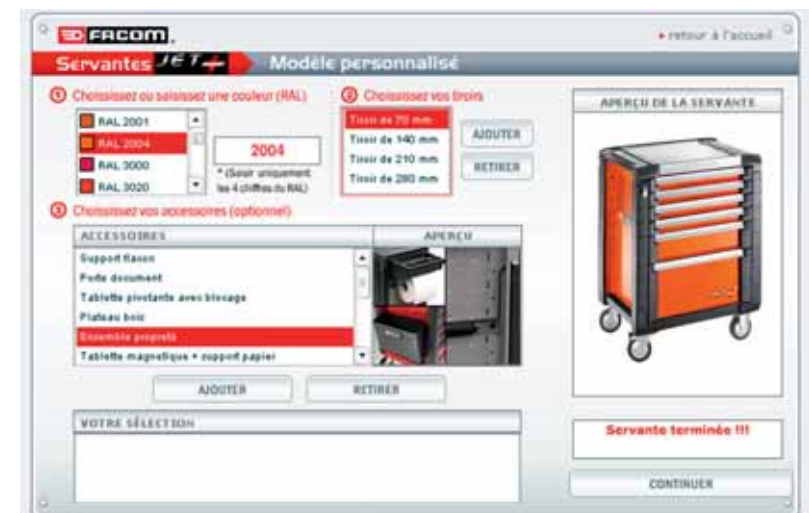 FACOM
• retour à l'accueil
Servantes JET+ Modèle personnalisé
① Choisissez ou saisissez une couleur (RAL)
RAL 2001
RAL 2004
RAL 3000
RAL 3020
2004
* (Saisir uniquement
les 4 chiffres du RAL)
② Choisissez vos tiroirs
Tiroir de 70 mm
Tiroir de 140 mm
Tiroir de 210 mm
Tiroir de 280 mm
AJOUTER
RETIRER
③ Choisissez vos accessoires (optionnel)
ACCESSOIRES
APERÇU
Support flacon
Porte document
Tablette pivotante avec blocage
Plateau bois
Ensemble propreté
Tablette magnétique + support papier
AJOUTER
RETIRER
VOTRE SÉLECTION
APERÇU DE LA SERVANTE
Servante terminée !!!
CONTINUER